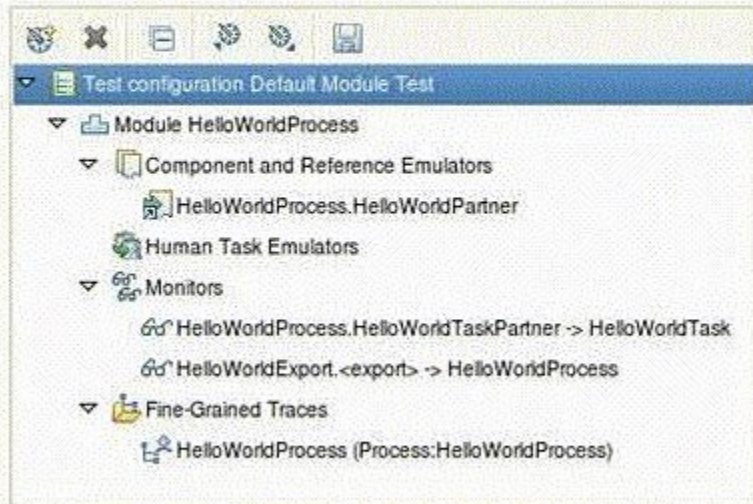 Test configuration Default Module Test
Module HelloWorldProcess
Component and Reference Emulators
HelloWorldProcess.HelloWorldPartner
Human Task Emulators
Monitors
HelloWorldProcess.HelloWorldTaskPartner -> HelloWorldTask
HelloWorldExport.<export> -> HelloWorldProcess
Fine-Grained Traces
HelloWorldProcess (Process:HelloWorldProcess)